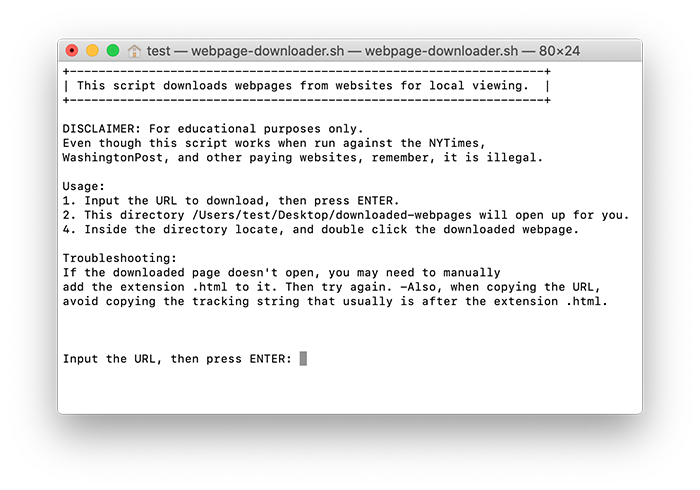 test — webpage-downloader.sh — webpage-downloader.sh — 80×24
+------------------------------------------------------------------+
| This script downloads webpages from websites for local viewing.  |
+------------------------------------------------------------------+
DISCLAIMER: For educational purposes only.
Even though this script works when run against the NYTimes,
WashingtonPost, and other paying websites, remember, it is illegal.
Usage:
1. Input the URL to download, then press ENTER.
2. This directory /Users/test/Desktop/downloaded-webpages will open up for you.
4. Inside the directory locate, and double click the downloaded webpage.
Troubleshooting:
If the downloaded page doesn't open, you may need to manually
add the extension .html to it. Then try again. -Also, when copying the URL,
avoid copying the tracking string that usually is after the extension .html.
Input the URL, then press ENTER: